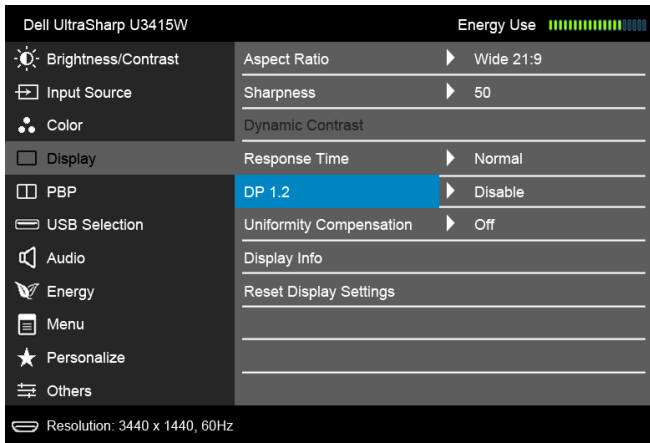 Dell UltraSharp U3415W Energy Use
Brightness/Contrast Aspect Ratio Wide 21:9
Input Source Sharpness 50
Color Dynamic Contrast
Display Response Time Normal
PBP DP 1.2 Disable
USB Selection Uniformity Compensation Off
Audio Display Info
Energy Reset Display Settings
Menu
Personalize
Others
Resolution: 3440 x 1440, 60Hz